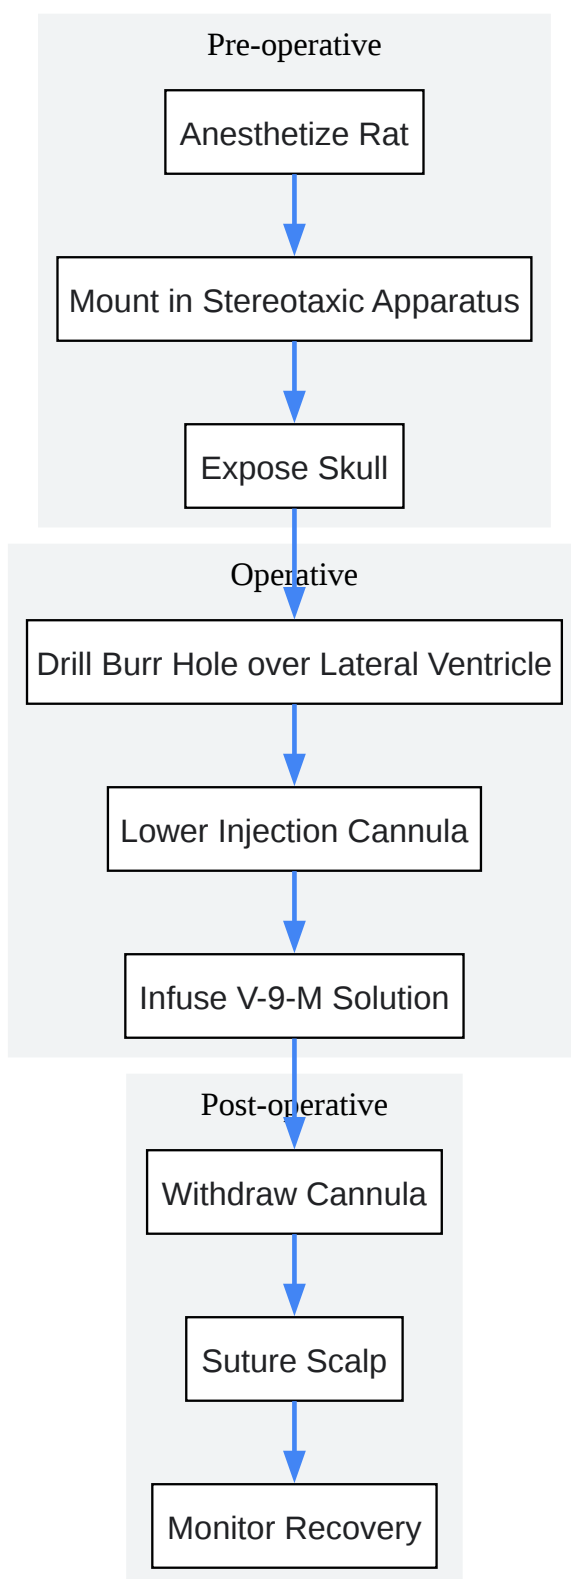 Pre-operative
Anesthetize Rat
Mount in Stereotaxic Apparatus
Expose Skull
Operative
Drill Burr Hole over Lateral Ventricle
Lower Injection Cannula
Infuse V-9-M Solution
Post-operative
Withdraw Cannula
Suture Scalp
Monitor Recovery